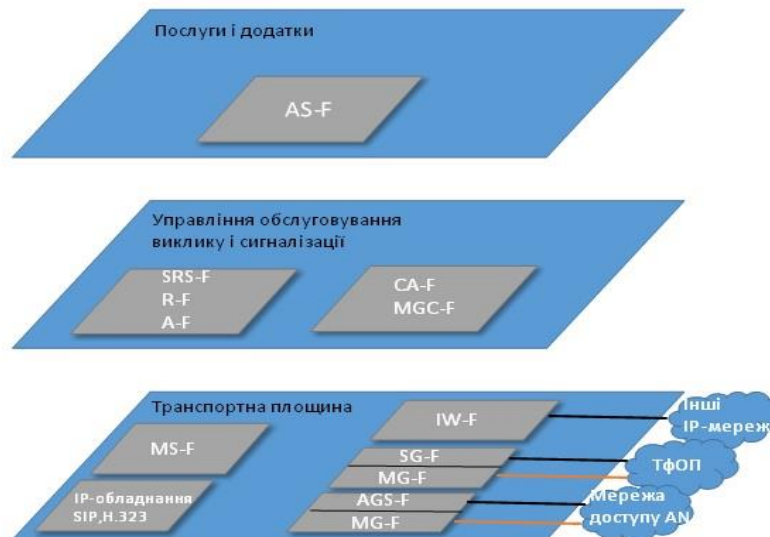 Послуги і додатки
AS-F
Управління обслуговування
виклику і сигналізації
SRS-F
R-F
A-F
CA-F
MGC-F
Транспортна площина
MS-F
IP-обладнання
SIP,H.323
IW-F
SG-F
MG-F
AGS-F
MG-F
Інші
IP-мереж
ТфОП
Мережа
доступу AN